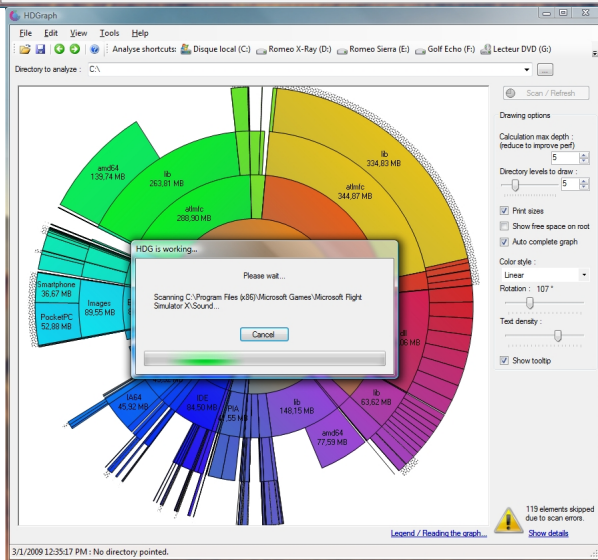 HDGraph
File Edit View Tools Help
Analyse shortcuts: Disque local (C:) Romeo X-Ray (D:) Romeo Sierra (E:) Golf Echo (F:) Lecteur DVD (G:)
Directory to analyze : C:\
Scan / Refresh
Drawing options
Calculation max depth :
(reduce to improve perf)
5
Directory levels to draw :
5
Print sizes
Show free space on root
Auto complete graph
Color style :
Linear
Rotation : 107 °
Text density :
Show tooltip
119 elements skipped
due to scan errors.
Show details
lib
334,83 MB
atlmfc
344,87 MB
amd64
139,74 MB
lib
263,81 MB
atlmfc
288,90 MB
HDG is working...
Please wait...
Scanning C:\Program Files (x86)\Microsoft Games\Microsoft Flight
Simulator X\Sound...
Cancel
Smartphone
36,67 MB
PocketPC
52,88 MB
Images
89,55 MB
IA64
45,92 MB
IDE
84,50 MB
PIA
lib
148,15 MB
amd64
77,59 MB
lib
63,62 MB
Legend / Reading the graph...
3/1/2009 12:35:17 PM : No directory pointed.